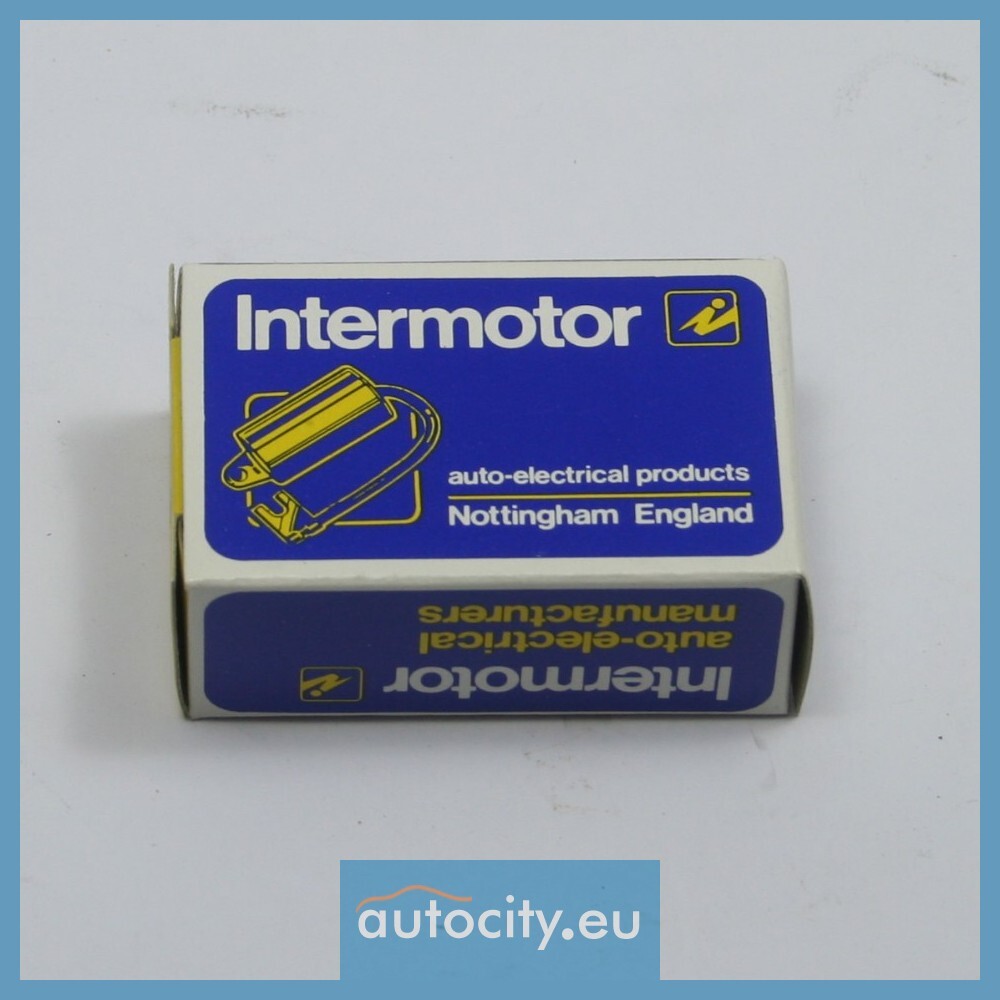 Intermotor
auto-electrical products
Nottingham England
Intermotor
auto-electrical
manufacturers
autocity.eu